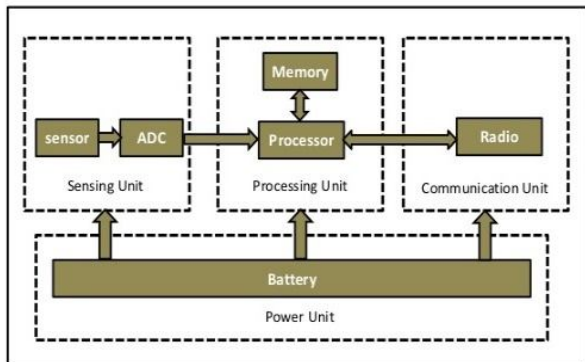 Memory
sensor
ADC
Processor
Radio
Sensing Unit
Processing Unit
Communication Unit
Battery
Power Unit